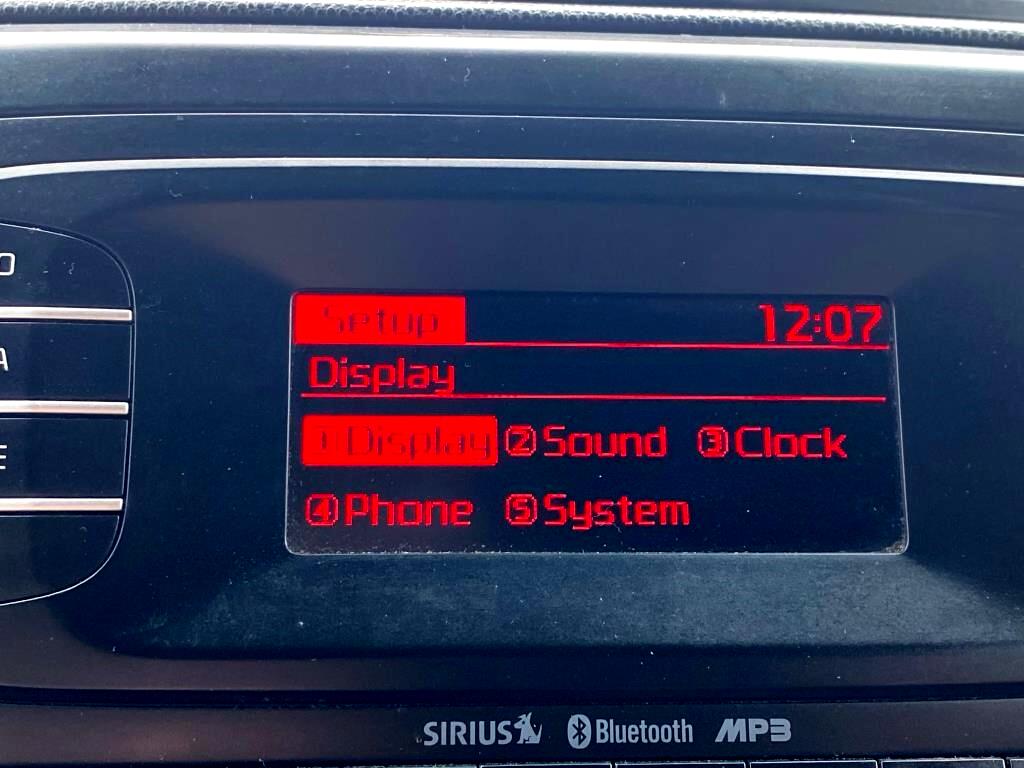 Setup 12:07
Display
① Display ② Sound ③ Clock
④ Phone ⑤ System
SIRIUS Bluetooth MP3